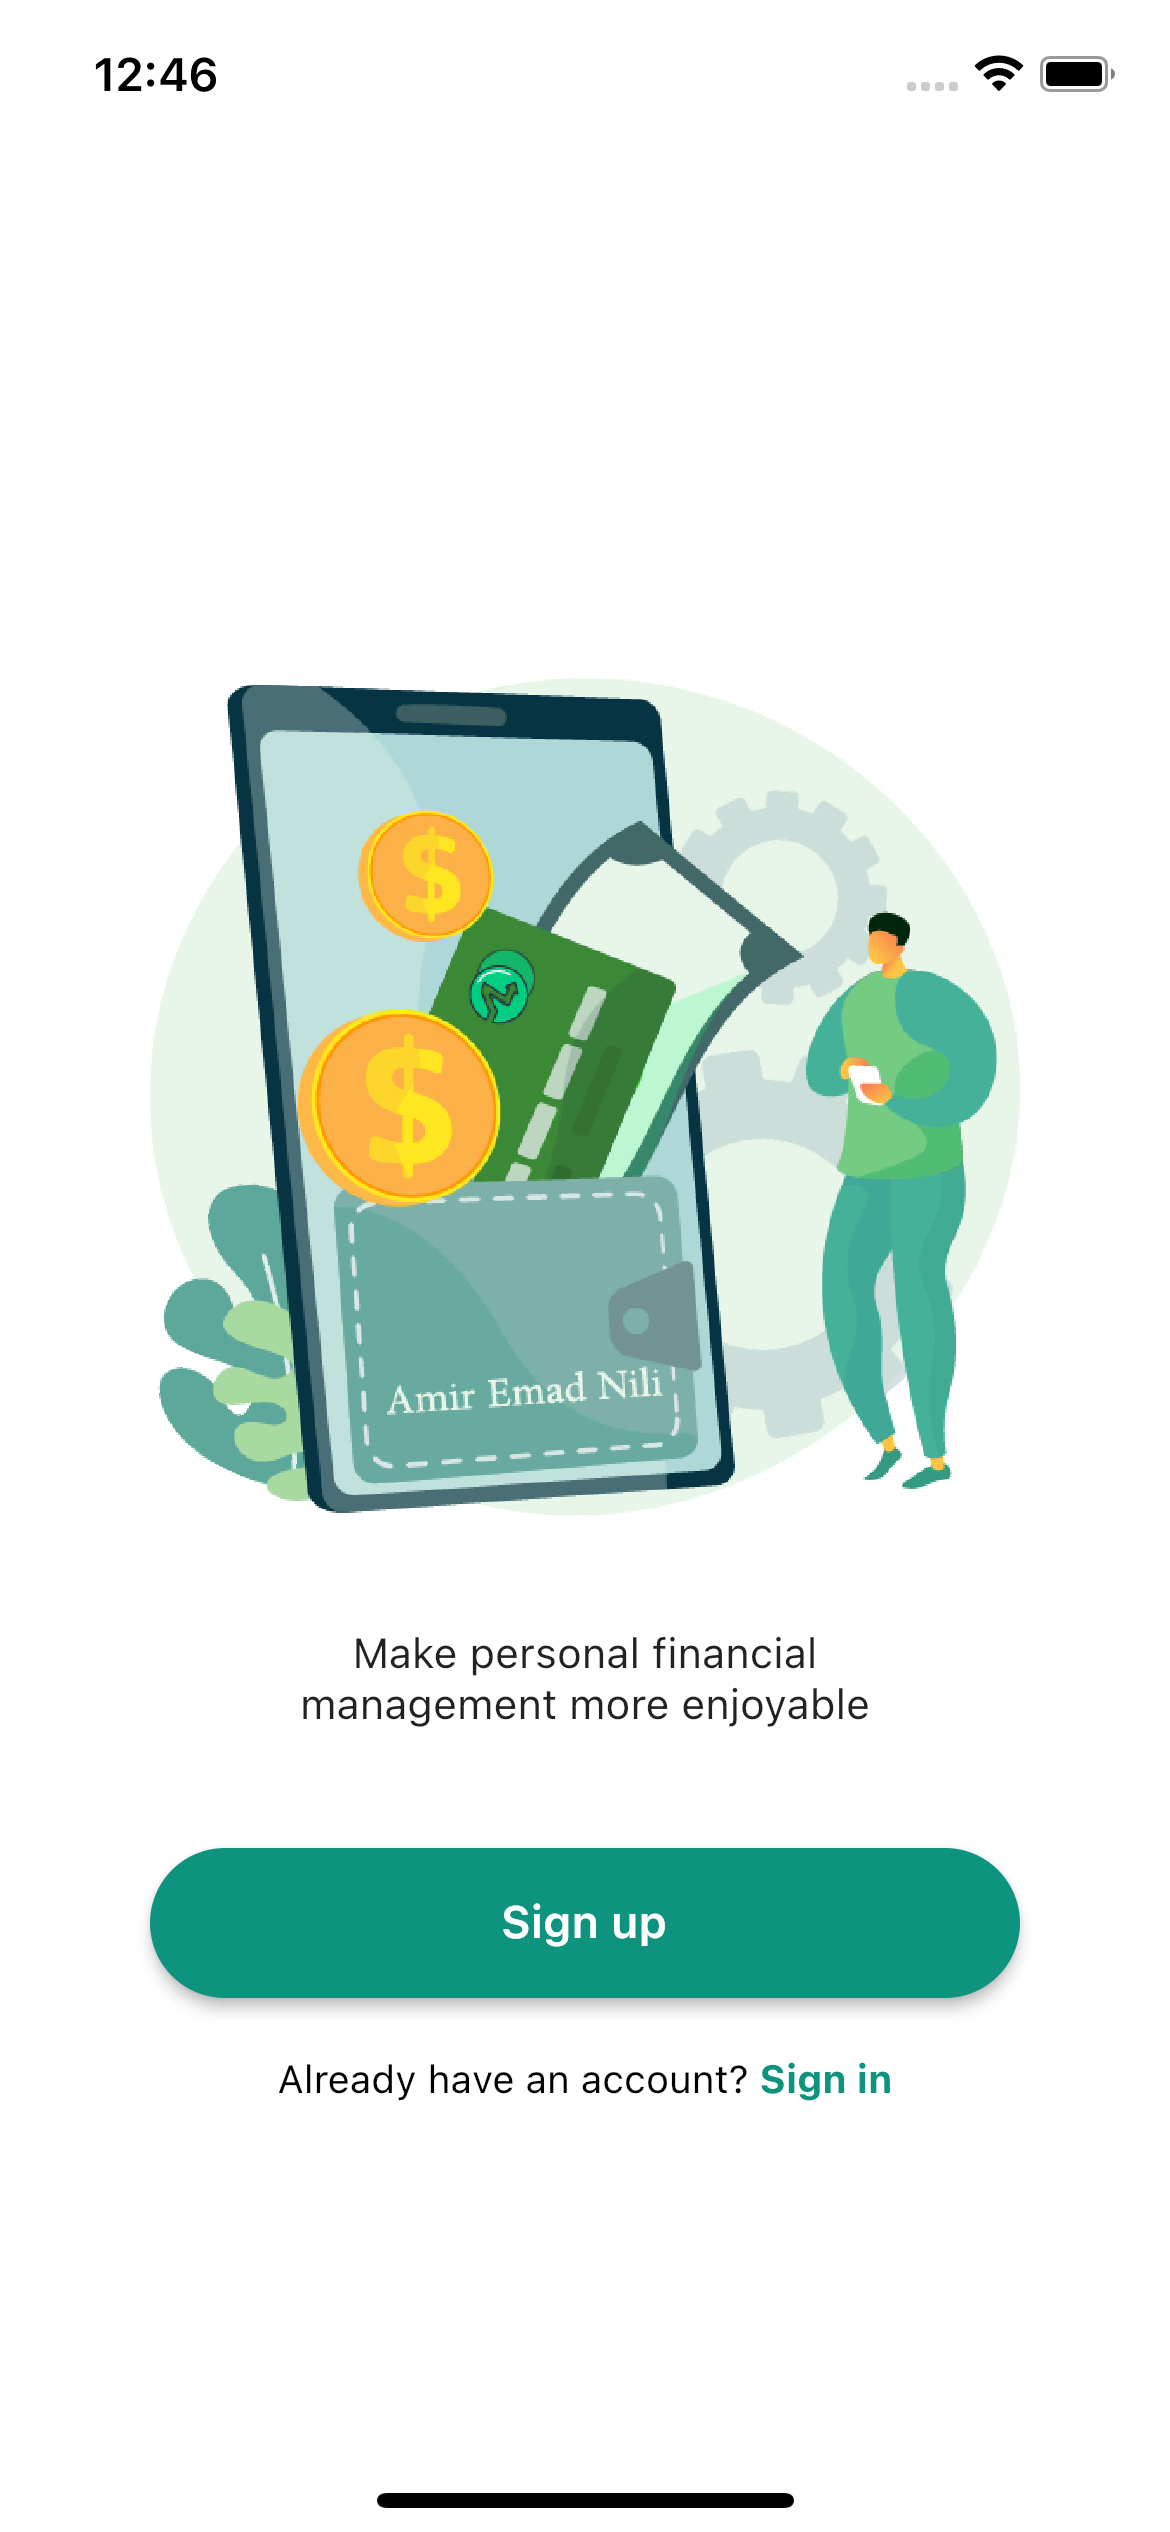 12:46
$
$
Amir Emad Nili
Make personal financial
management more enjoyable
Sign up
Already have an account? Sign in